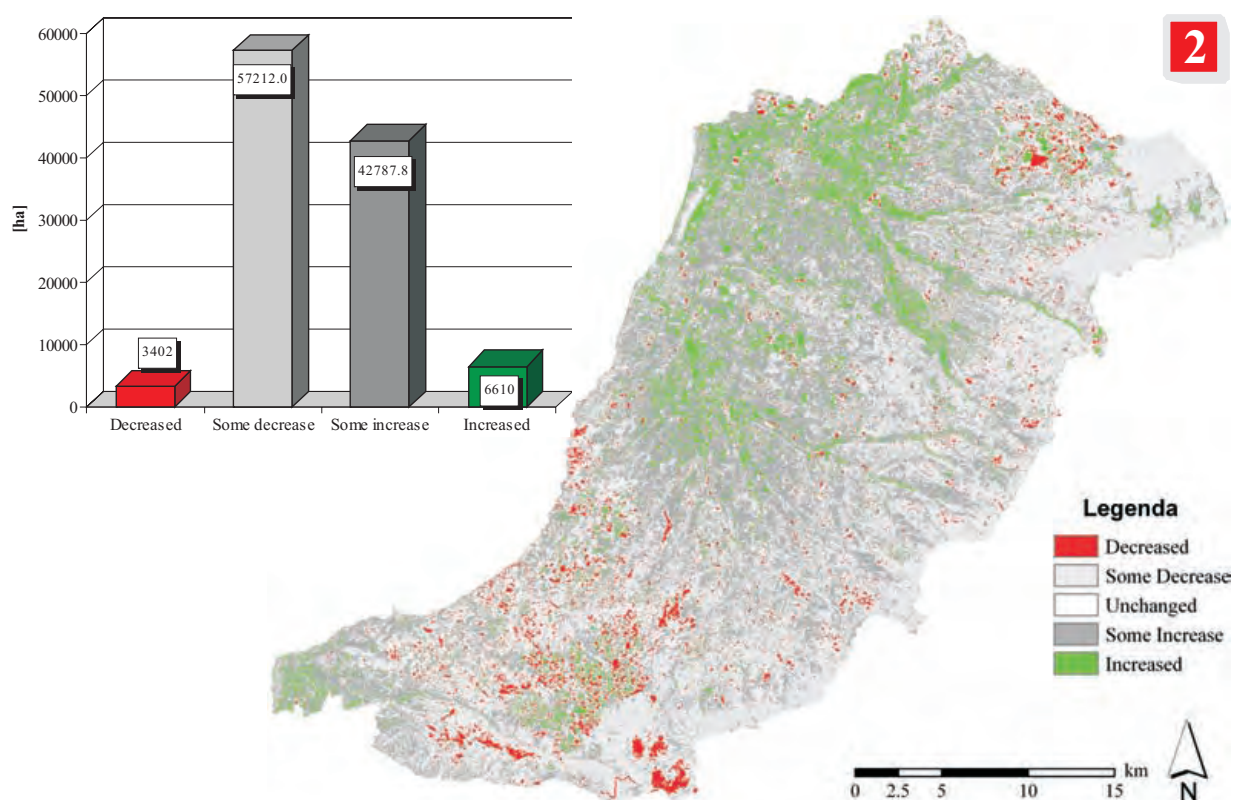 2
[ha]
60000
50000
40000
30000
20000
10000
0
57212.0
42787.8
3402
6610
Decreased Some decrease Some increase Increased
Legenda
Decreased
Some Decrease
Unchanged
Some Increase
Increased
km
0 2.5 5 10 15
N